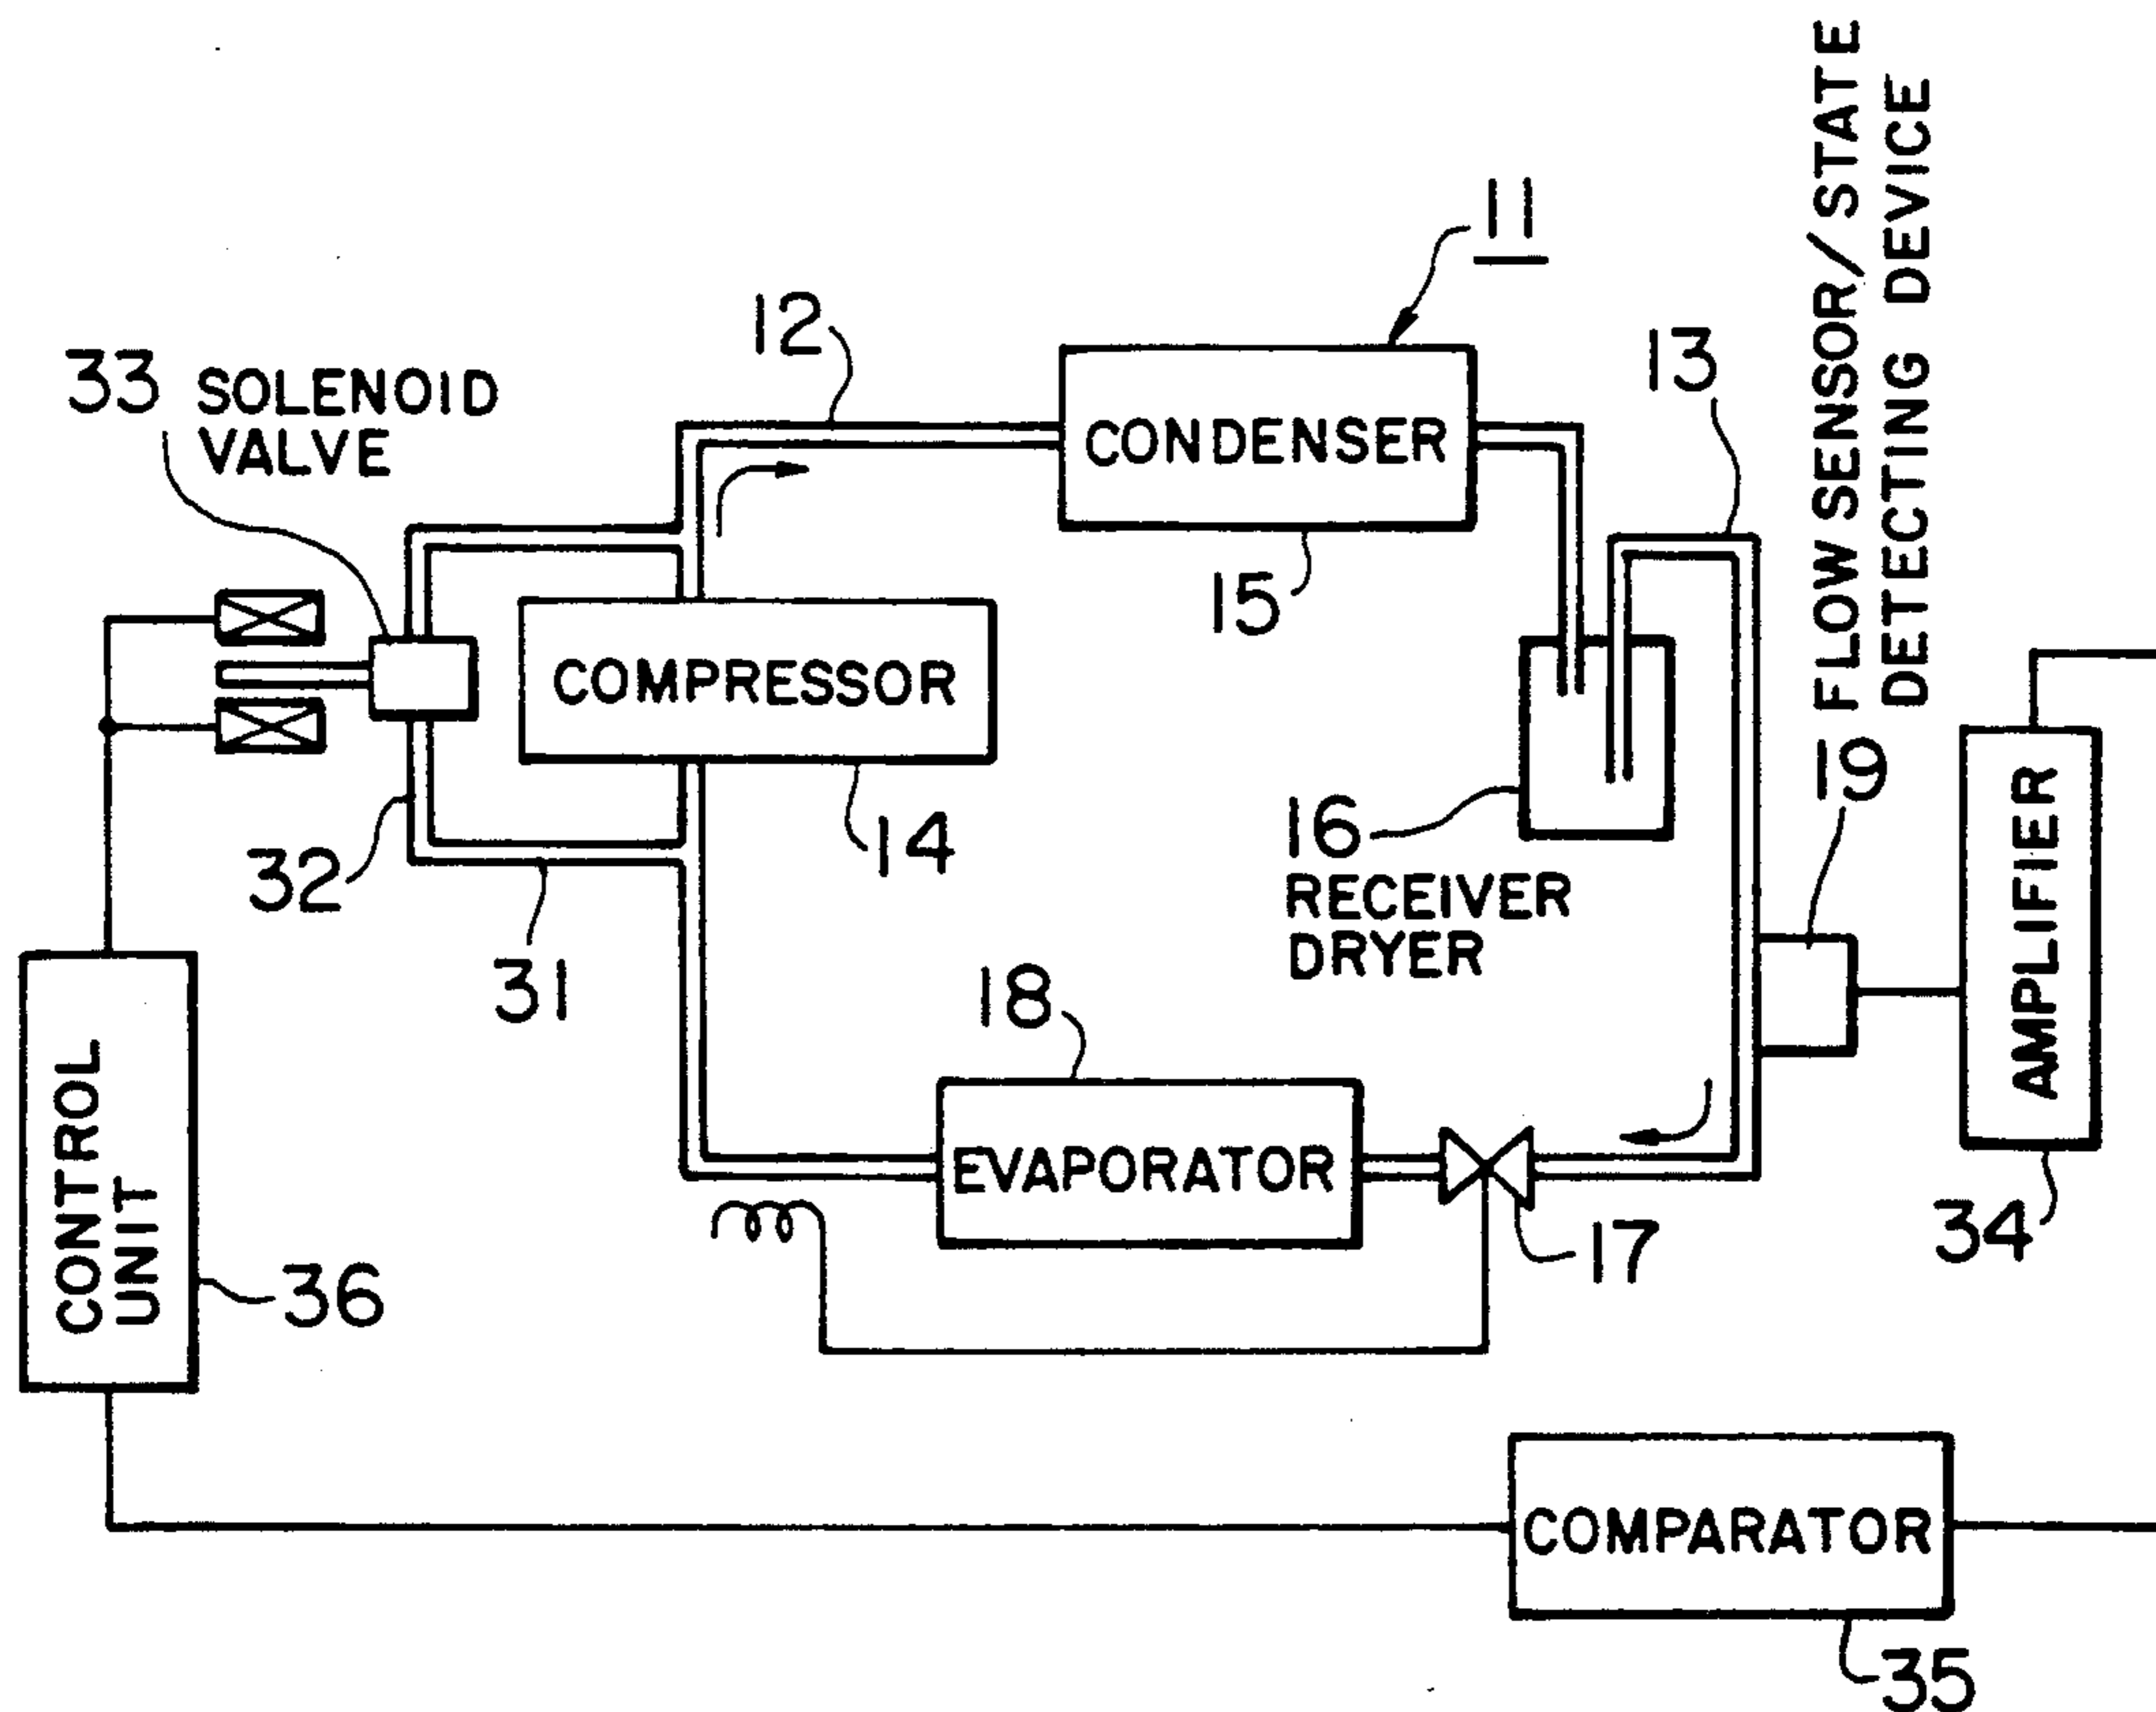 FLOW SENSOR/STATE
DETECTING DEVICE
11
12
13
33 SOLENOID
VALVE
CONDENSER
15
COMPRESSOR
19
16
RECEIVER
DRYER
14
32
31
AMPLIFIER
18
CONTROL
UNIT
EVAPORATOR
17
34
36
COMPARATOR
35